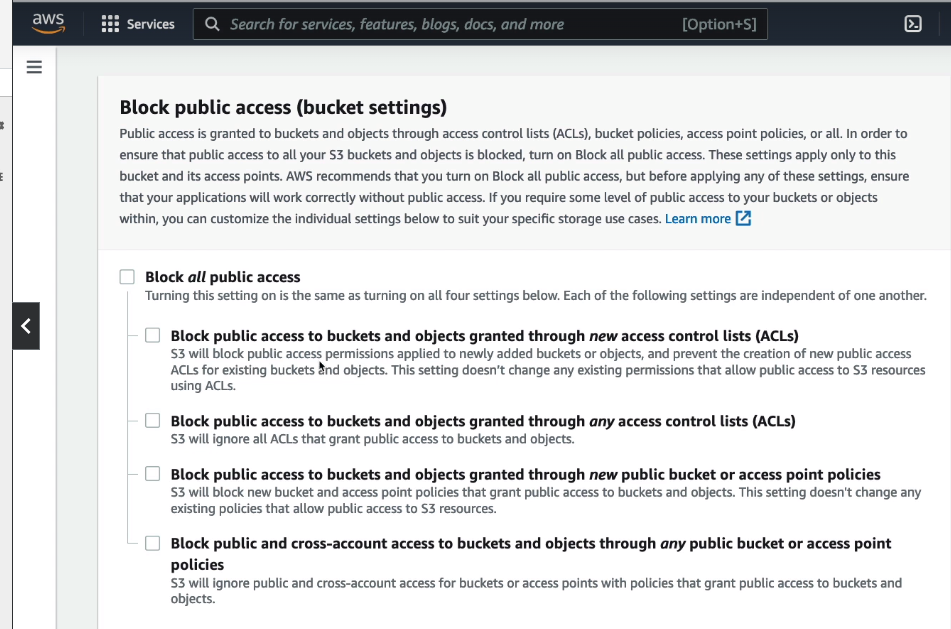 aws
Services
Search for services, features, blogs, docs, and more
[Option+S]
Block public access (bucket settings)
Public access is granted to buckets and objects through access control lists (ACLs), bucket policies, access point policies, or all. In order to
ensure that public access to all your S3 buckets and objects is blocked, turn on Block all public access. These settings apply only to this
bucket and its access points. AWS recommends that you turn on Block all public access, but before applying any of these settings, ensure
that your applications will work correctly without public access. If you require some level of public access to your buckets or objects
within, you can customize the individual settings below to suit your specific storage use cases. Learn more
Block all public access
Turning this setting on is the same as turning on all four settings below. Each of the following settings are independent of one another.
Block public access to buckets and objects granted through new access control lists (ACLs)
S3 will block public access permissions applied to newly added buckets or objects, and prevent the creation of new public access
ACLs for existing buckets and objects. This setting doesn't change any existing permissions that allow public access to S3 resources
using ACLs.
Block public access to buckets and objects granted through any access control lists (ACLs)
S3 will ignore all ACLs that grant public access to buckets and objects.
Block public access to buckets and objects granted through new public bucket or access point policies
S3 will block new bucket and access point policies that grant public access to buckets and objects. This setting doesn't change any
existing policies that allow public access to S3 resources.
Block public and cross-account access to buckets and objects through any public bucket or access point
policies
S3 will ignore public and cross-account access for buckets or access points with policies that grant public access to buckets and
objects.